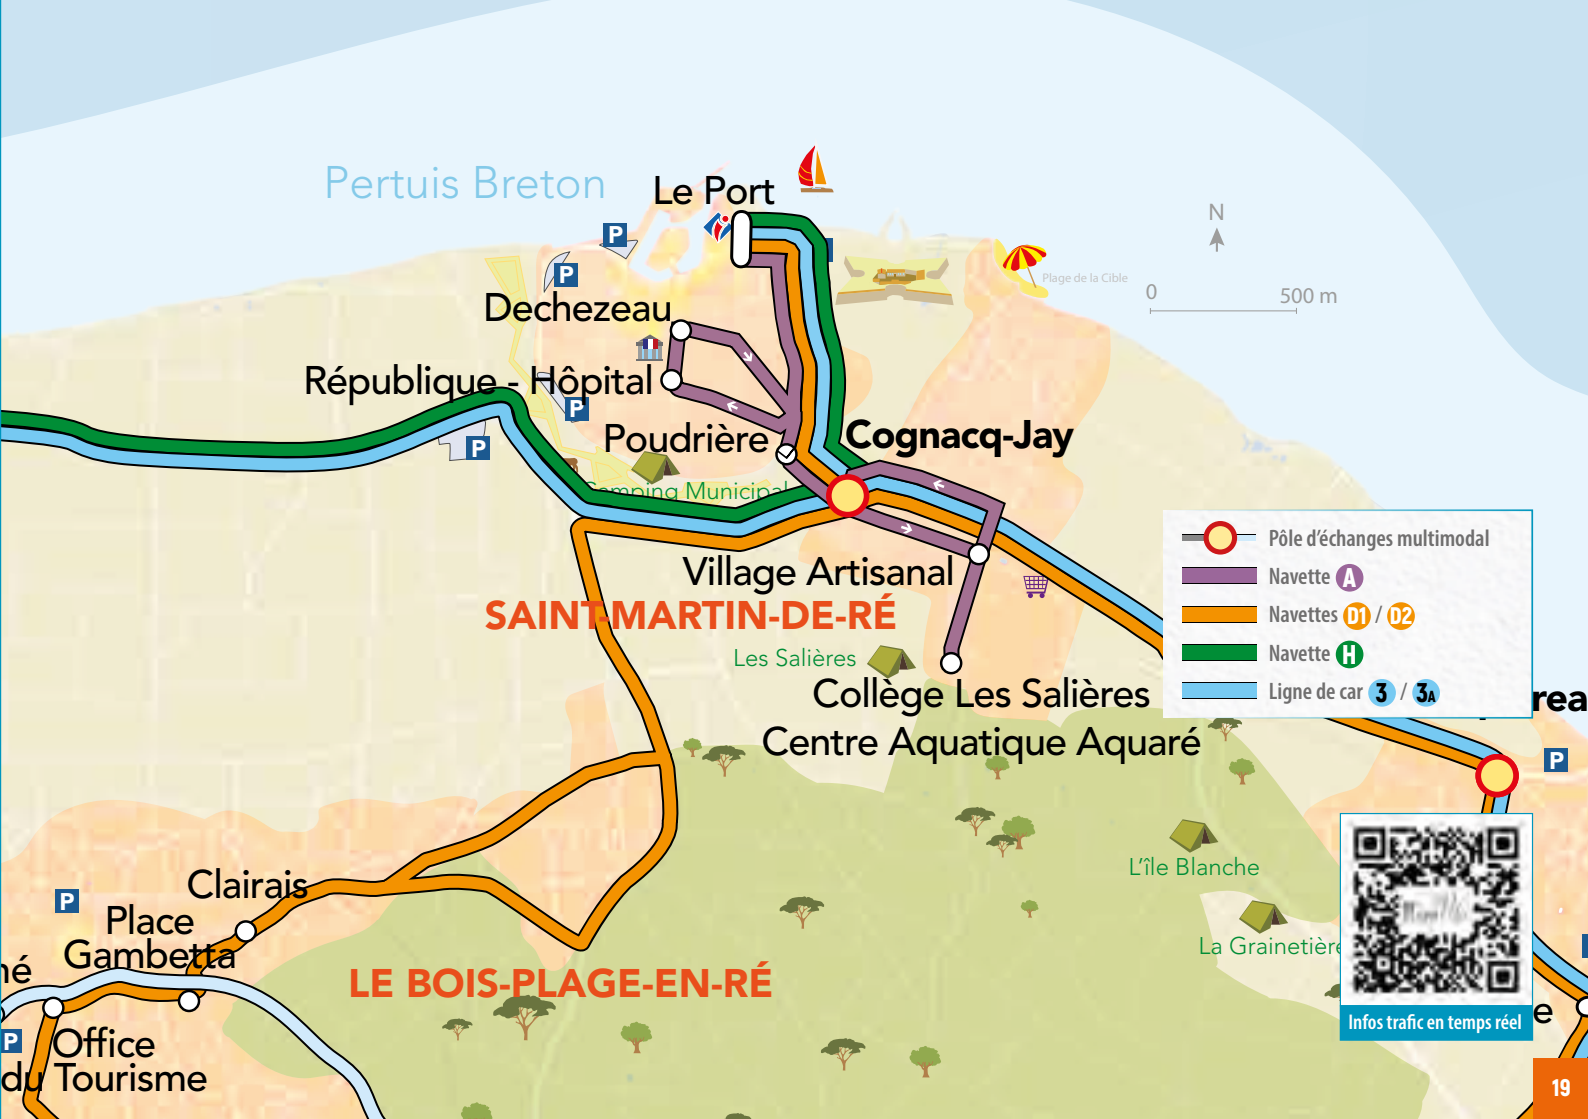 Pertuis Breton
Le Port
N
0
500 m
P
P
Plage de la Cible
Dechezeau
République - Hôpital
P
P
Poudrière
Cognacq-Jay
Camping Municipal
Village Artisanal
SAINT-MARTIN-DE-RÉ
Les Salières
Collège Les Salières
Centre Aquatique Aquaré
Pôle d'échanges multimodal
Navette A
Navettes D1 / D2
Navette H
Ligne de car 3 / 3A
rea
P
L'île Blanche
La Grainetière
P
Clairais
Place
Gambetta
né
LE BOIS-PLAGE-EN-RÉ
P
Office
du Tourisme
e
Infos trafic en temps réel
19